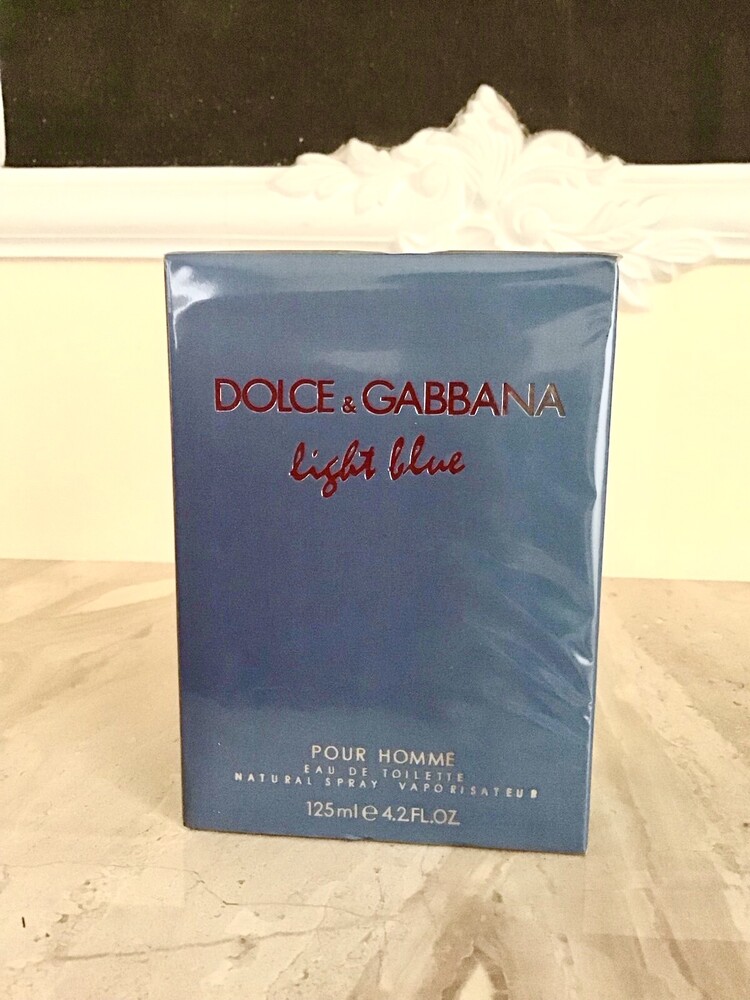 DOLCE & GABBANA
light blue
POUR HOMME
EAU DE TOILETTE
NATURAL SPRAY VAPORISATEUR
125ml e 4.2FL.OZ